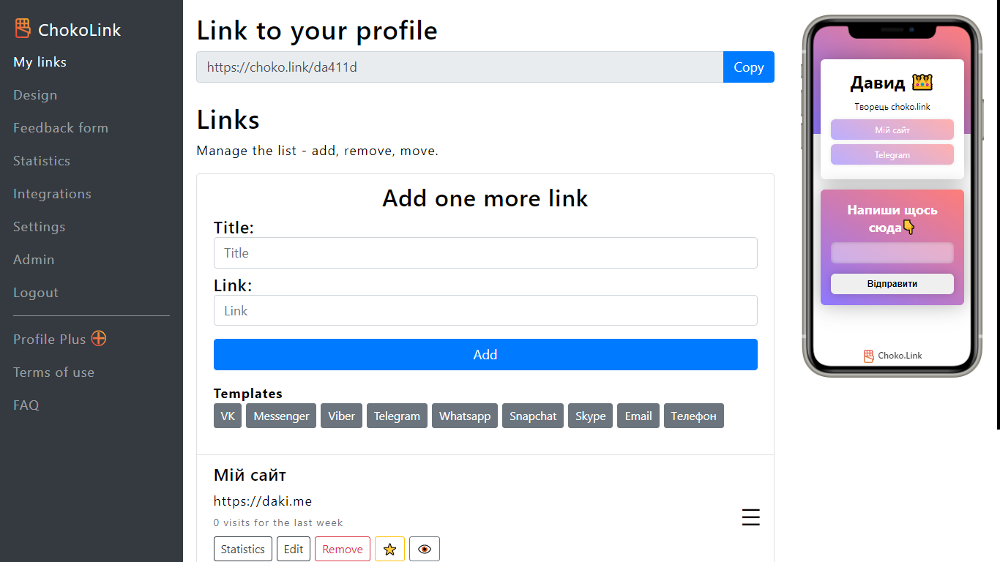 ChokoLink
My links
Design
Feedback form
Statistics
Integrations
Settings
Admin
Logout
Profile Plus
Terms of use
FAQ
Link to your profile
https://choko.link/da411d
Copy
Links
Manage the list - add, remove, move.
Add one more link
Title:
Title
Link:
Link
Add
Templates
VK Messenger Viber Telegram Whatsapp Snapchat Skype Email Телефон
Мій сайт
https://daki.me
0 visits for the last week
Statistics Edit Remove
Давид
Творець choko.link
Мій сайт
Telegram
Напиши щось
сюда
Відправити
Choko.Link